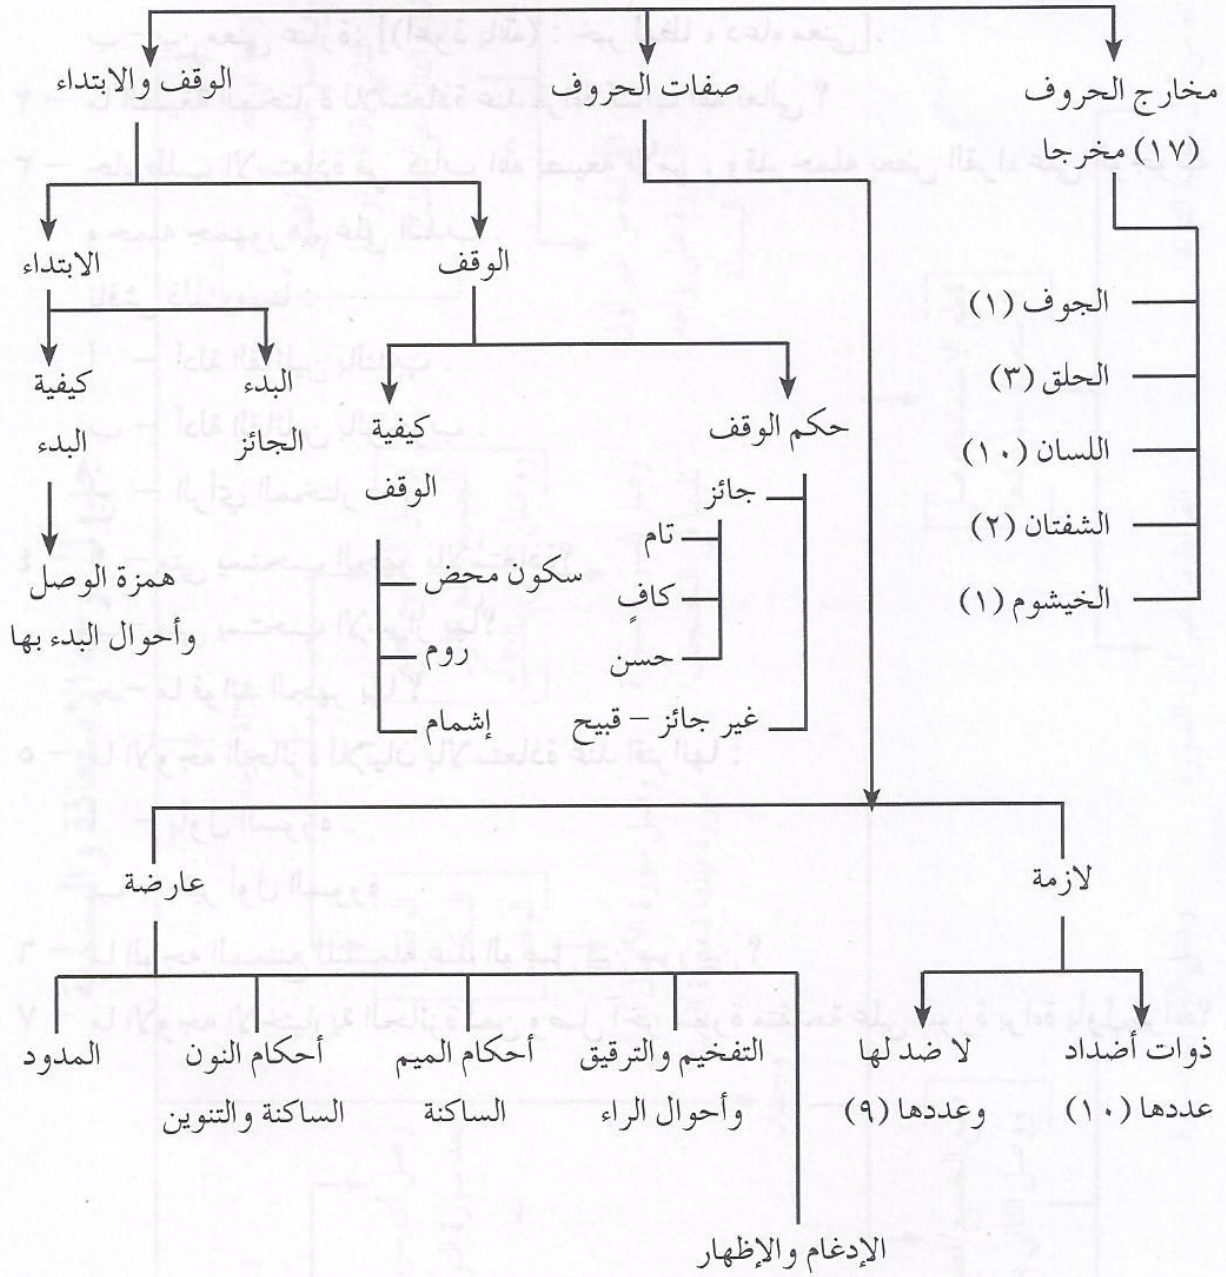 مخارج الحروف
(١٧) مخرجا
الجوف (١)
الحلق (٣)
اللسان (١٠)
الشفتان (٢)
الخيشوم (١)
صفات الحروف
الوقف والابتداء
الوقف
الابتداء
حكم الوقف
جائز
تام
كافٍ
حسن
غير جائز – قبيح
كيفية
الوقف
سكون محض
روم
إشمام
البدء
الجائز
كيفية
البدء
همزة الوصل
وأحوال البدء بها
لازمة
ذوات أضداد
عددها (١٠)
لا ضد لها
وعددها (٩)
عارضة
التفخيم والترقيق
وأحوال الراء
أحكام الميم
الساكنة
أحكام النون
الساكنة والتنوين
المدود
الإدغام والإظهار